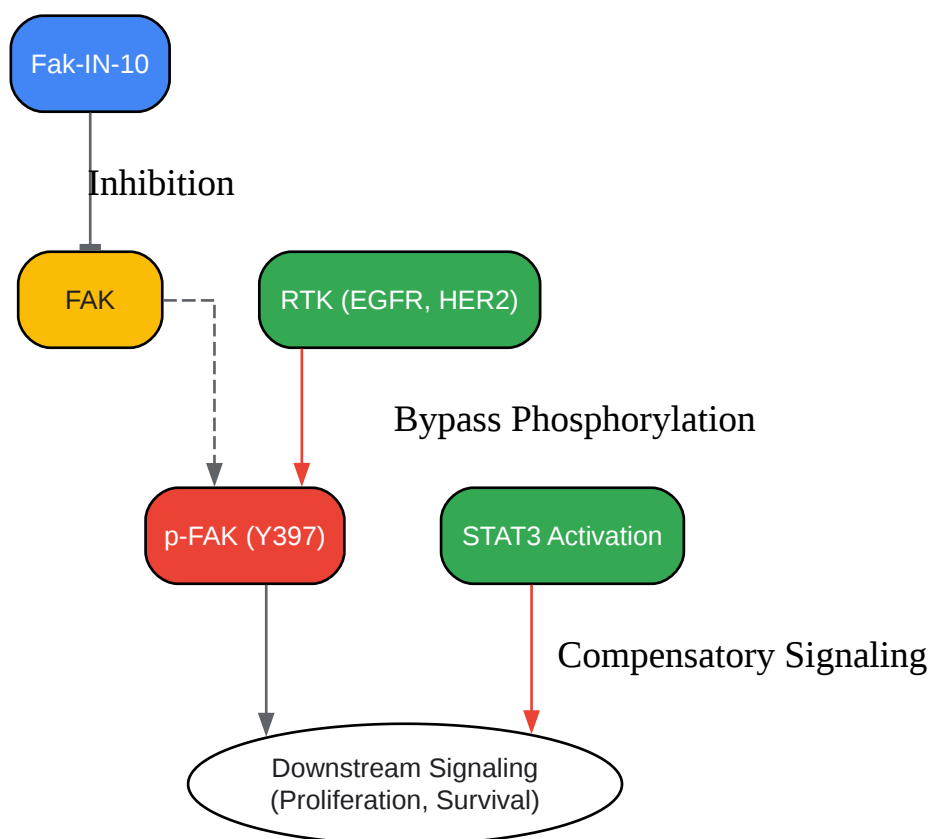 Fak-IN-10
Inhibition
FAK
RTK (EGFR, HER2)
Bypass Phosphorylation
p-FAK (Y397)
STAT3 Activation
Compensatory Signaling
Downstream Signaling
(Proliferation, Survival)